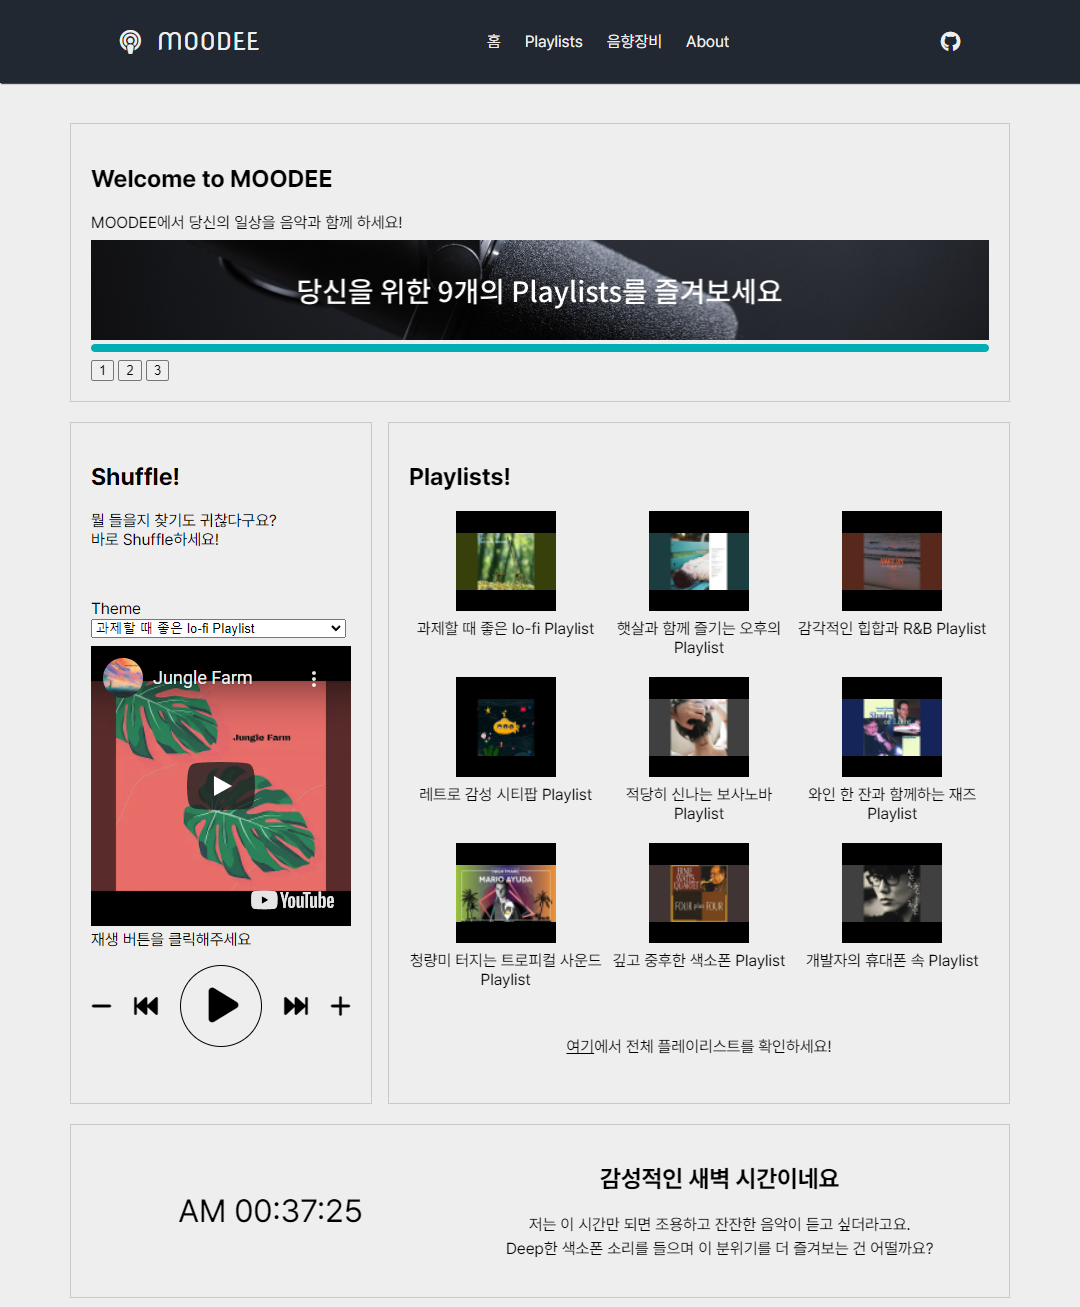 MOODEE
홈 Playlists 음향장비 About
Welcome to MOODEE
MOODEE에서 당신의 일상을 음악과 함께 하세요!
당신을 위한 9개의 Playlists를 즐겨보세요
1 2 3
Shuffle!
뭘 들을지 찾기도 귀찮다구요?
바로 Shuffle하세요!
Theme
과제할 때 좋은 lo-fi Playlist
Jungle Farm
Jungle Farm
YouTube
재생 버튼을 클릭해주세요
Playlists!
과제할 때 좋은 lo-fi Playlist
햇살과 함께 즐기는 오후의
Playlist
감각적인 힙합과 R&B Playlist
레트로 감성 시티팝 Playlist
적당히 신나는 보사노바
Playlist
와인 한 잔과 함께하는 재즈
Playlist
MARIO AYUDA
FOUR plus FOUR
청량미 터지는 트로피컬 사운드
Playlist
깊고 중후한 색소폰 Playlist
개발자의 휴대폰 속 Playlist
여기에서 전체 플레이리스트를 확인하세요!
AM 00:37:25
감성적인 새벽 시간이네요
저는 이 시간만 되면 조용하고 잔잔한 음악이 듣고 싶더라고요.
Deep한 색소폰 소리를 들으며 이 분위기를 더 즐겨보는 건 어떨까요?